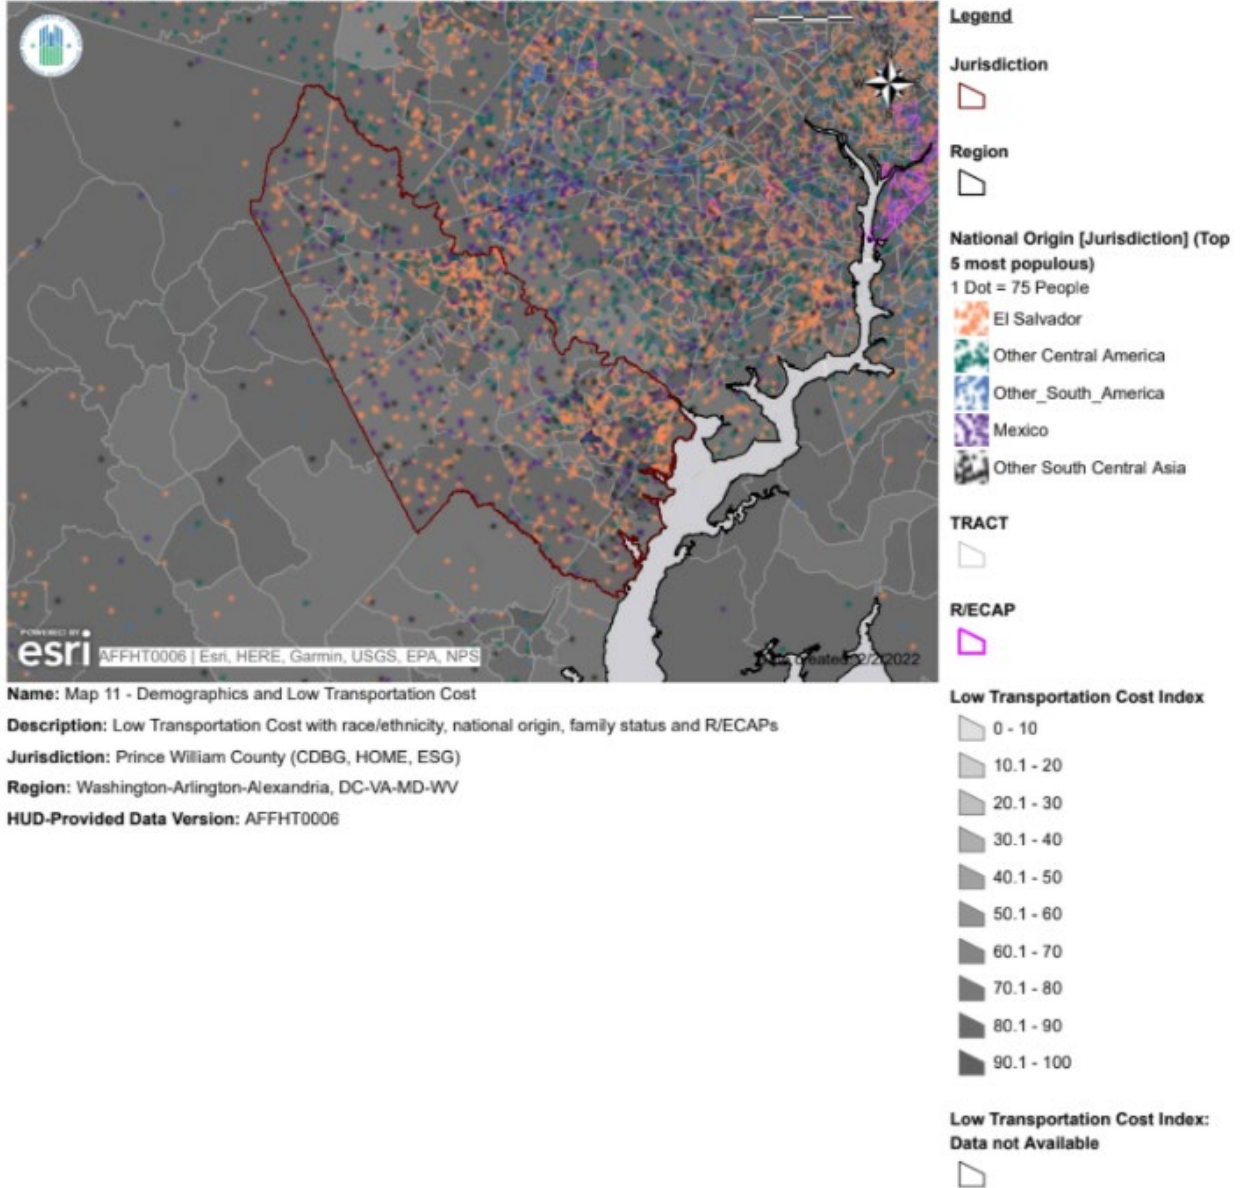 POWERED BY
esri
AFFHT0006 | Esri, HERE, Garmin, USGS, EPA, NPS
created: 2/2/2022
Name: Map 11 - Demographics and Low Transportation Cost
Description: Low Transportation Cost with race/ethnicity, national origin, family status and R/ECAPs
Jurisdiction: Prince William County (CDBG, HOME, ESG)
Region: Washington-Arlington-Alexandria, DC-VA-MD-WV
HUD-Provided Data Version: AFFHT0006
Legend
Jurisdiction
Region
National Origin [Jurisdiction] (Top
5 most populous)
1 Dot = 75 People
El Salvador
Other Central America
Other_South_America
Mexico
Other South Central Asia
TRACT
R/ECAP
Low Transportation Cost Index
0 - 10
10.1 - 20
20.1 - 30
30.1 - 40
40.1 - 50
50.1 - 60
60.1 - 70
70.1 - 80
80.1 - 90
90.1 - 100
Low Transportation Cost Index:
Data not Available